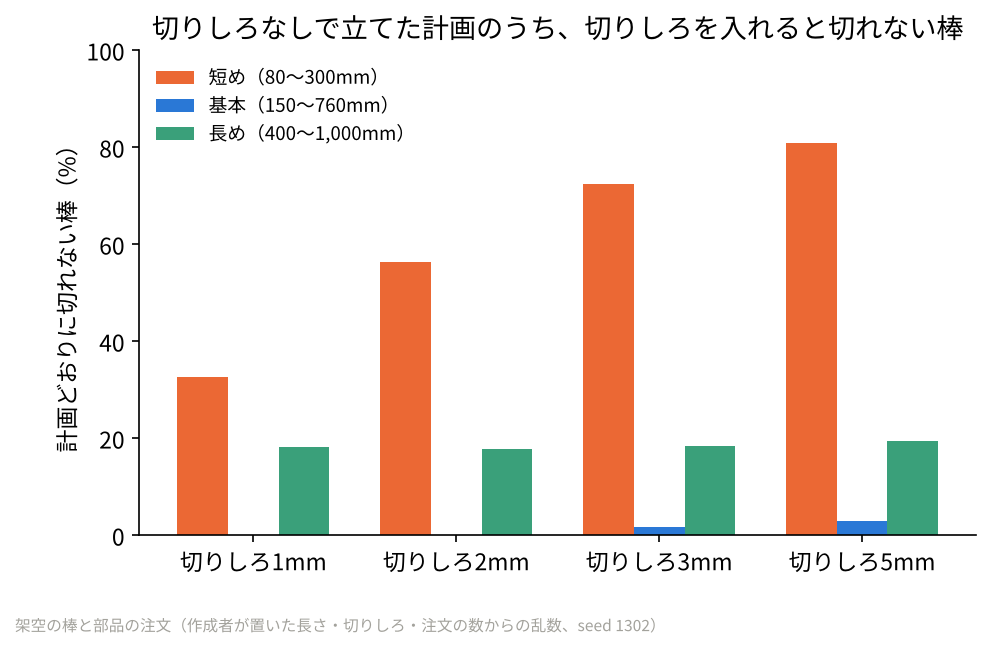 切りしろなしで立てた計画のうち、切りしろを入れると切れない棒
計画どおりに切れない棒（%）
100
80
60
40
20
0
短め（80〜300mm）
基本（150〜760mm）
長め（400〜1,000mm）
切りしろ1mm
切りしろ2mm
切りしろ3mm
切りしろ5mm
架空の棒と部品の注文（作成者が置いた長さ・切りしろ・注文の数からの乱数、seed 1302）